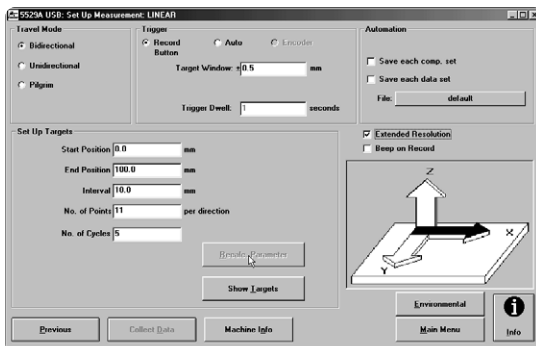 5529A USB: Set Up Measurement: LINEAR
Travel Mode
Bidirectional
Unidirectional
Pilgrim
Trigger
Record Button
Auto
Encoder
Target Window: ±0.5 mm
Trigger Dwell: 1 seconds
Automation
Save each comp. set
Save each data set
File: default
Set Up Targets
Start Position 0.0 mm
End Position 100.0 mm
Interval 10.0 mm
No. of Points 11 per direction
No. of Cycles 5
Parameter
Show Targets
Extended Resolution
Beep on Record
Z
X
Y
Environmental
Previous
Collect Data
Machine Info
Main Menu
Info